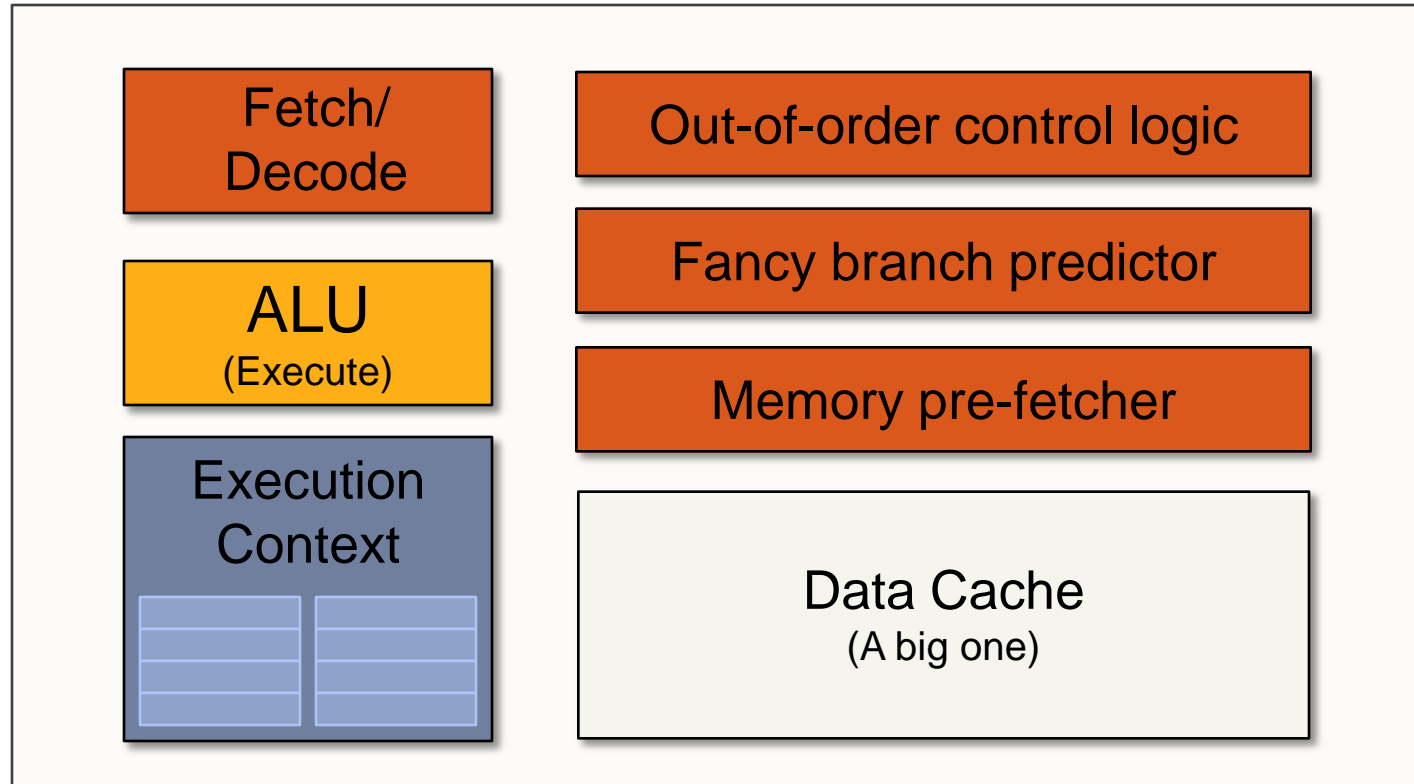 Fetch/
Decode
ALU
(Execute)
Execution
Context
Out-of-order control logic
Fancy branch predictor
Memory pre-fetcher
Data Cache
(A big one)